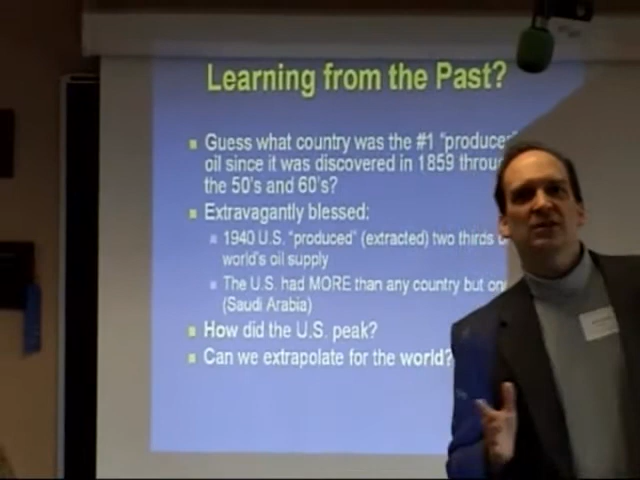 Learning from the Past?
Guess what country was the #1 "producer"
oil since it was discovered in 1859 throu
the 50's and 60's?
Extravagantly blessed:
1940 U.S. "produced" (extracted) two thirds
world's oil supply
The U.S. had MORE than any country but on
(Saudi Arabia)
How did the U.S. peak?
Can we extrapolate for the world?